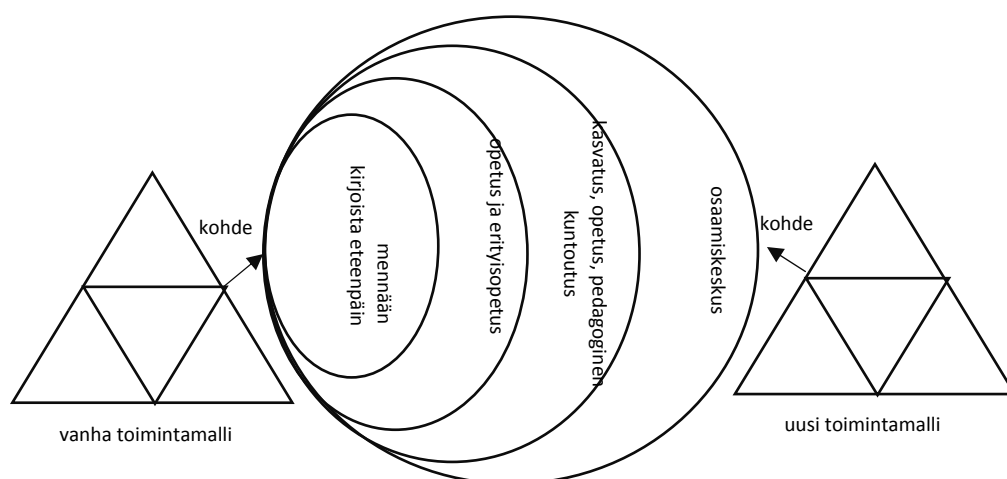 kohde
vanha toimintamalli
mennään
kirjoista eteenpäin
opetus ja erityisopetus
kasvatus, opetus, pedagoginen
kuntoutus
osaamiskeskus
kohde
uusi toimintamalli